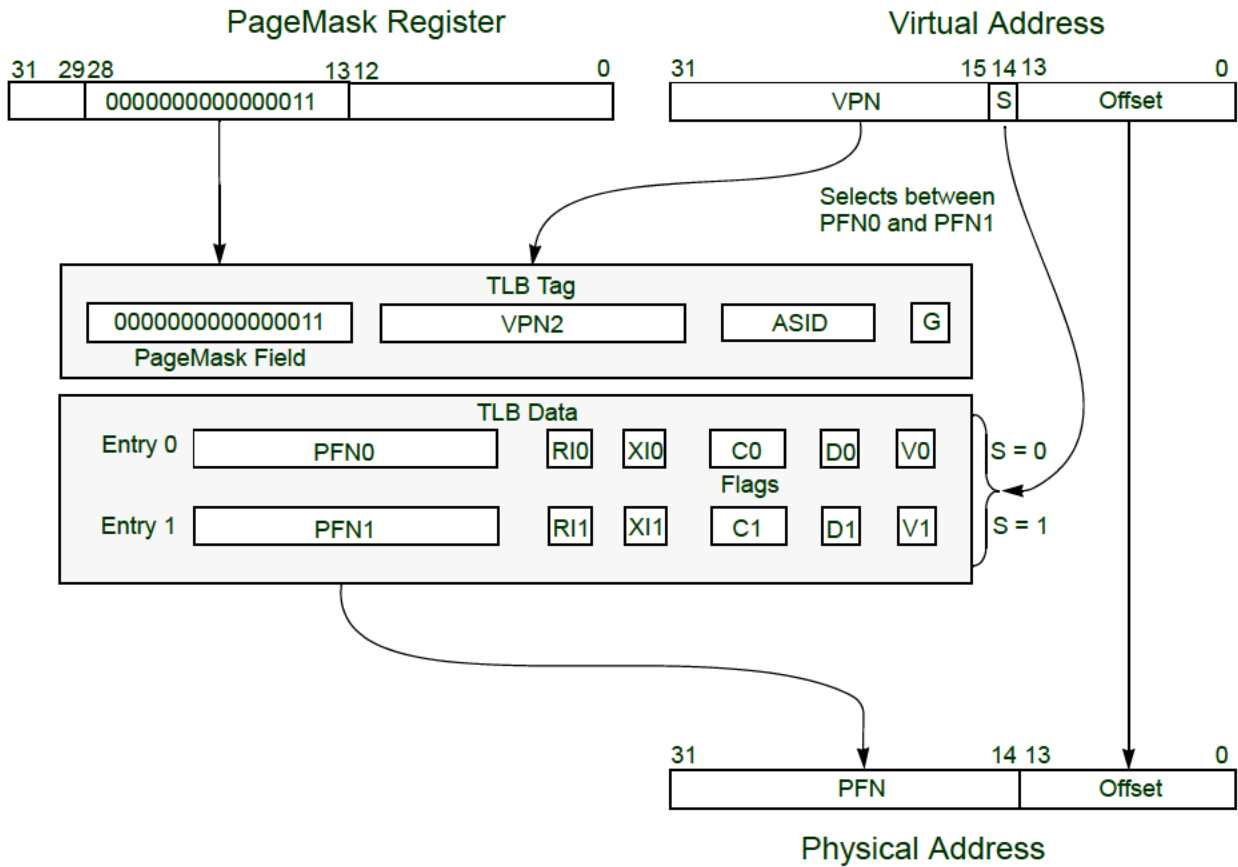 PageMask Register
Virtual Address
31 29 28 13 12 0
31 15 14 13 0
0000000000000011
VPN S Offset
Selects between
PFN0 and PFN1
TLB Tag
0000000000000011 VPN2 ASID G
PageMask Field
TLB Data
Entry 0 PFN0 RI0 XI0 C0 D0 V0 S = 0
Flags
Entry 1 PFN1 RI1 XI1 C1 D1 V1 S = 1
31 14 13 0
PFN Offset
Physical Address